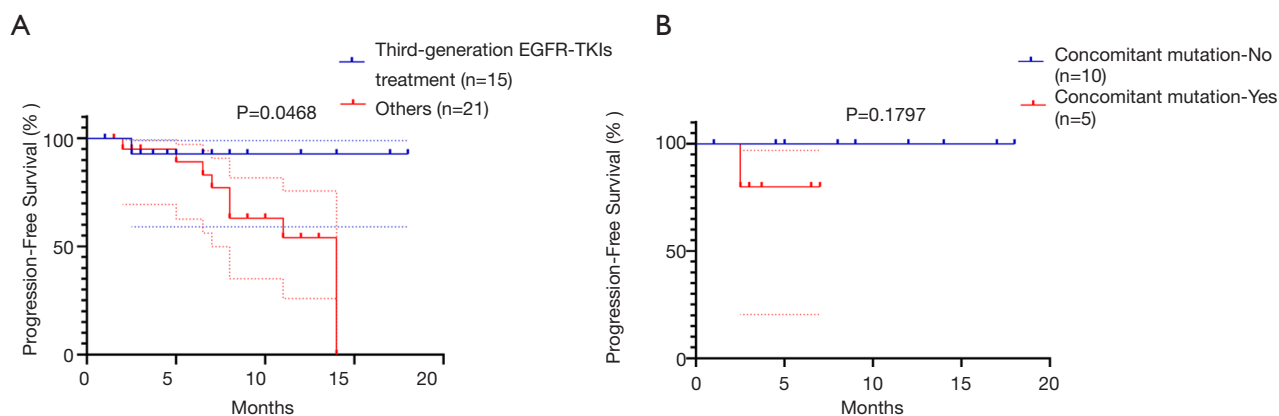 A
Third-generation EGFR-TKIs
treatment (n=15)
Others (n=21)
P=0.0468
Progression-Free Survival (% )
100
50
0
0 5 10 15 20
Months
B
Concomitant mutation-No
(n=10)
Concomitant mutation-Yes
(n=5)
P=0.1797
Progression-Free Survival (% )
100
50
0
0 5 10 15 20
Months